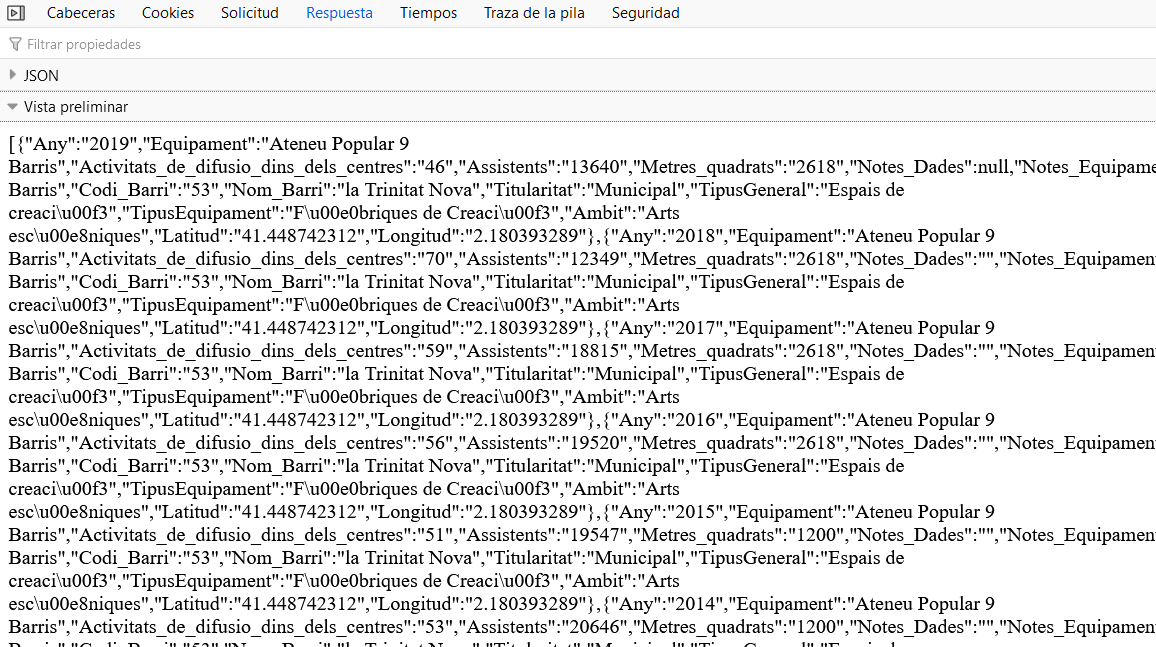 Cabeceras Cookies Solicitud Respuesta Tiempos Traza de la pila Seguridad
Filtrar propiedades
JSON
Vista preliminar
[{"Any":"2019","Equipament":"Ateneu Popular 9
Barris","Activitats_de_difusio_dins_dels_centres":"46","Assistents":"13640","Metres_quadrats":"2618","Notes_Dades":null,"Notes_Equipame
Barris","Codi_Barri":"53","Nom_Barri":"la Trinitat Nova","Titularitat":"Municipal","TipusGeneral":"Espais de
creaci\u00f3","TipusEquipament":"F\u00e0briques de Creaci\u00f3","Ambit":"Arts
esc\u00e8niques","Latitud":"41.448742312","Longitud":"2.180393289"},{"Any":"2018","Equipament":"Ateneu Popular 9
Barris","Activitats_de_difusio_dins_dels_centres":"70","Assistents":"12349","Metres_quadrats":"2618","Notes_Dades":"","Notes_Equipament
Barris","Codi_Barri":"53","Nom_Barri":"la Trinitat Nova","Titularitat":"Municipal","TipusGeneral":"Espais de
creaci\u00f3","TipusEquipament":"F\u00e0briques de Creaci\u00f3","Ambit":"Arts
esc\u00e8niques","Latitud":"41.448742312","Longitud":"2.180393289"},{"Any":"2017","Equipament":"Ateneu Popular 9
Barris","Activitats_de_difusio_dins_dels_centres":"59","Assistents":"18815","Metres_quadrats":"2618","Notes_Dades":"","Notes_Equipament
Barris","Codi_Barri":"53","Nom_Barri":"la Trinitat Nova","Titularitat":"Municipal","TipusGeneral":"Espais de
creaci\u00f3","TipusEquipament":"F\u00e0briques de Creaci\u00f3","Ambit":"Arts
esc\u00e8niques","Latitud":"41.448742312","Longitud":"2.180393289"},{"Any":"2016","Equipament":"Ateneu Popular 9
Barris","Activitats_de_difusio_dins_dels_centres":"56","Assistents":"19520","Metres_quadrats":"2618","Notes_Dades":"","Notes_Equipament
Barris","Codi_Barri":"53","Nom_Barri":"la Trinitat Nova","Titularitat":"Municipal","TipusGeneral":"Espais de
creaci\u00f3","TipusEquipament":"F\u00e0briques de Creaci\u00f3","Ambit":"Arts
esc\u00e8niques","Latitud":"41.448742312","Longitud":"2.180393289"},{"Any":"2015","Equipament":"Ateneu Popular 9
Barris","Activitats_de_difusio_dins_dels_centres":"51","Assistents":"19547","Metres_quadrats":"1200","Notes_Dades":"","Notes_Equipament
Barris","Codi_Barri":"53","Nom_Barri":"la Trinitat Nova","Titularitat":"Municipal","TipusGeneral":"Espais de
creaci\u00f3","TipusEquipament":"F\u00e0briques de Creaci\u00f3","Ambit":"Arts
esc\u00e8niques","Latitud":"41.448742312","Longitud":"2.180393289"},{"Any":"2014","Equipament":"Ateneu Popular 9
Barris","Activitats_de_difusio_dins_dels_centres":"53","Assistents":"20646","Metres_quadrats":"1200","Notes_Dades":"","Notes_Equipament